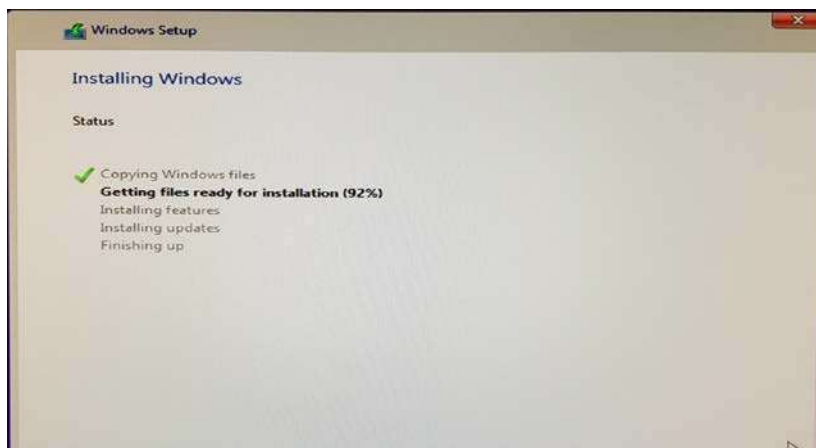 Windows Setup
Installing Windows
Status
Copying Windows files
Getting files ready for installation (92%)
Installing features
Installing updates
Finishing up